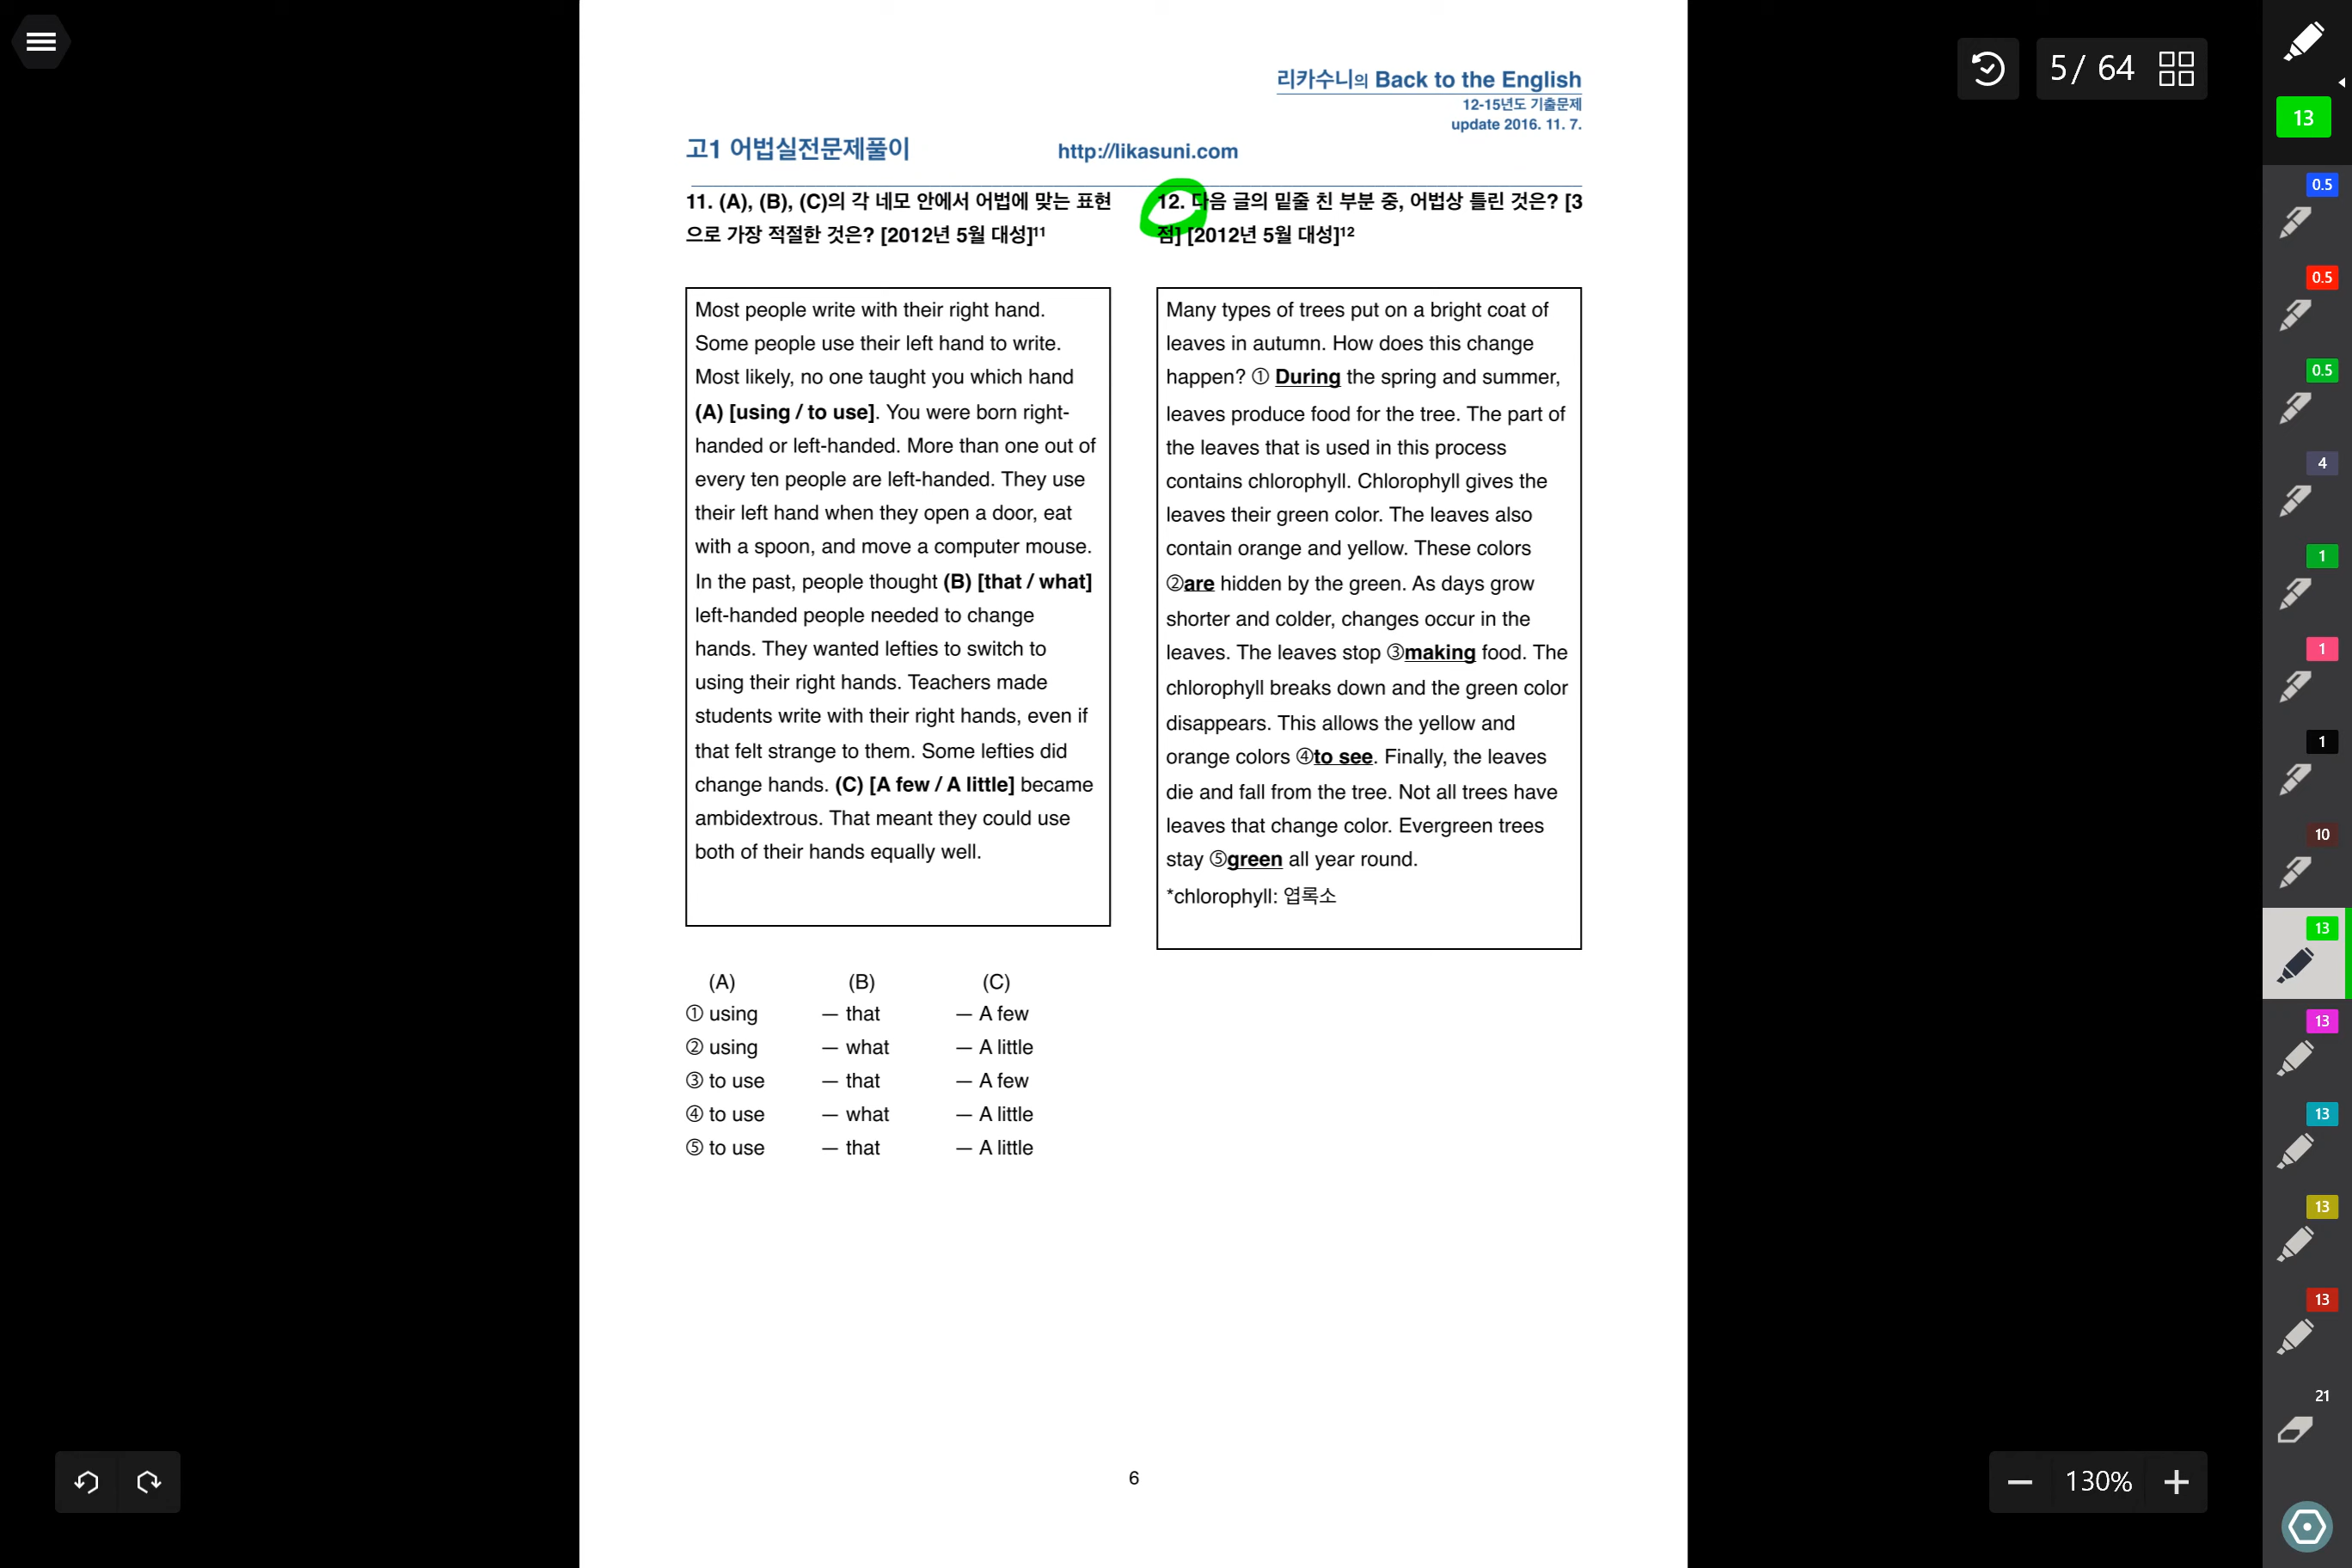 리카수니의 Back to the English
12-15년도 기출문제
update 2016. 11. 7.
고1 어법실전문제풀이 http://likasuni.com
5/ 64
13
0.5
0.5
0.5
4
1
1
1
10
13
13
13
13
13
21
11. (A), (B), (C)의 각 네모 안에서 어법에 맞는 표현
으로 가장 적절한 것은? [2012년 5월 대성]11
Most people write with their right hand.
Some people use their left hand to write.
Most likely, no one taught you which hand
(A) [using / to use]. You were born right-
handed or left-handed. More than one out of
every ten people are left-handed. They use
their left hand when they open a door, eat
with a spoon, and move a computer mouse.
In the past, people thought (B) [that / what]
left-handed people needed to change
hands. They wanted lefties to switch to
using their right hands. Teachers made
students write with their right hands, even if
that felt strange to them. Some lefties did
change hands. (C) [A few / A little] became
ambidextrous. That meant they could use
both of their hands equally well.
(A) (B) (C)
① using — that — A few
② using — what — A little
③ to use — that — A few
④ to use — what — A little
⑤ to use — that — A little
12. 다음 글의 밑줄 친 부분 중, 어법상 틀린 것은? [3
점] [2012년 5월 대성]12
Many types of trees put on a bright coat of
leaves in autumn. How does this change
happen? ① During the spring and summer,
leaves produce food for the tree. The part of
the leaves that is used in this process
contains chlorophyll. Chlorophyll gives the
leaves their green color. The leaves also
contain orange and yellow. These colors
②are hidden by the green. As days grow
shorter and colder, changes occur in the
leaves. The leaves stop ③making food. The
chlorophyll breaks down and the green color
disappears. This allows the yellow and
orange colors ④to see. Finally, the leaves
die and fall from the tree. Not all trees have
leaves that change color. Evergreen trees
stay ⑤green all year round.
*chlorophyll: 엽록소
6
130%